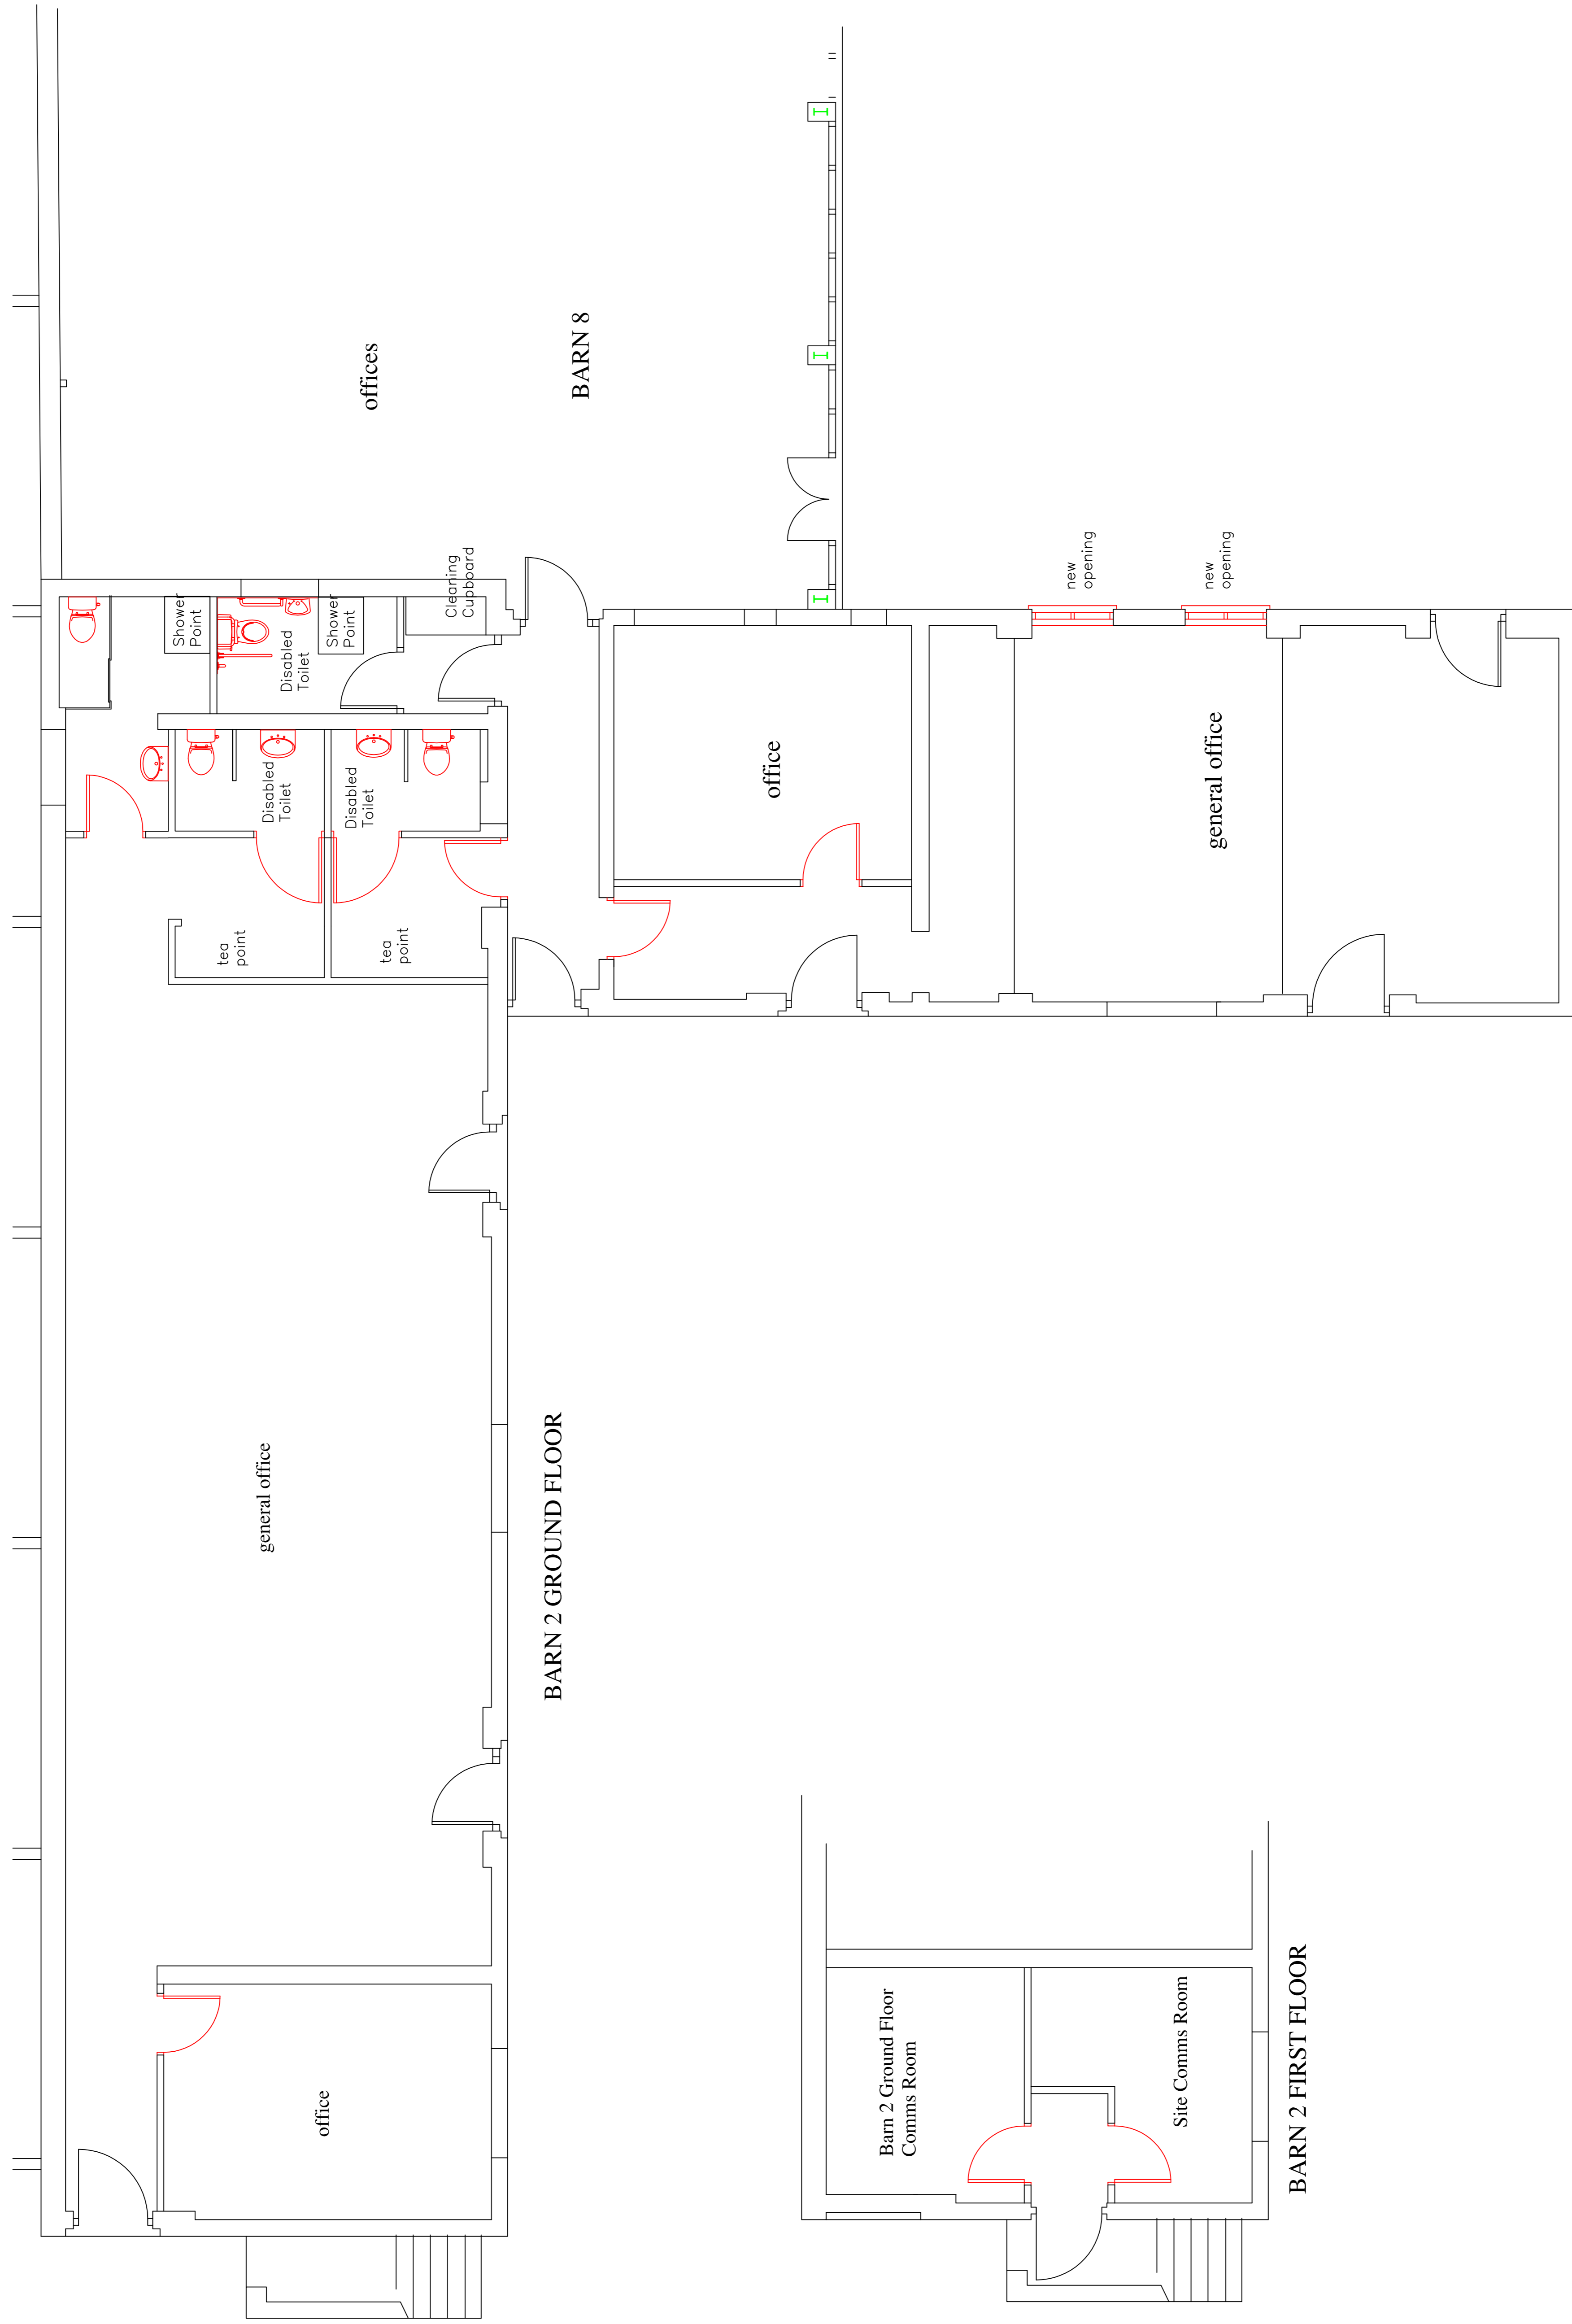 offices
BARN 8
Shower
Point
Disabled
Toilet
Shower
Point
Cleaning
Cupboard
Disabled
Toilet
Disabled
Toilet
tea
point
tea
point
new
opening
new
opening
office
general office
general office
BARN 2 GROUND FLOOR
office
Barn 2 Ground Floor
Comms Room
Site Comms Room
BARN 2 FIRST FLOOR